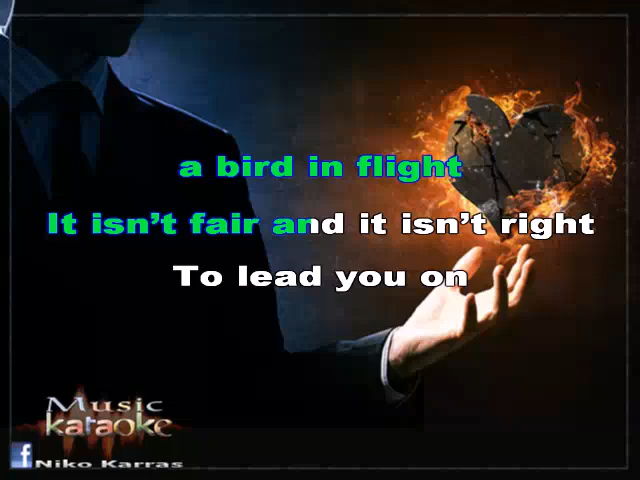 a bird in flight
It isn’t fair and it isn’t right
To lead you on
Music
karaoke
f Niko Karras